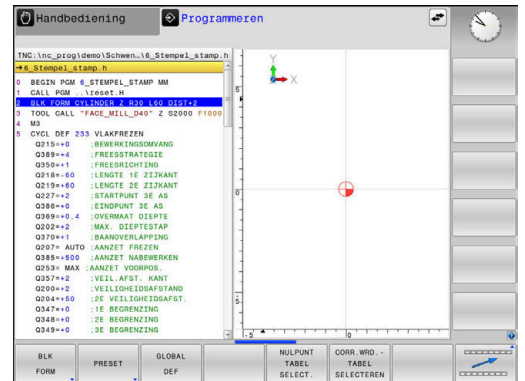 Handbediening
Programmeren
TNC:\nc_prog\demo\Schwen…\6_Stempel_stamp.h
→6_Stempel_stamp.h
0 BEGIN PGM 6_STEMPEL_STAMP MM
1 CALL PGM ..\reset.H
2 BLK FORM CYLINDER Z R30 L60 DIST+2
3 TOOL CALL "FACE_MILL_D40" Z S2000 F1000
4 M3
5 CYCL DEF 233 VLAKFREZEN
Q215=+0 ;BEWERKINGSOMVANG
Q389=+4 ;FREESSTRATEGIE
Q350=+1 ;FREESRICHTING
Q218=-60 ;LENGTE 1E ZIJKANT
Q219=+60 ;LENGTE 2E ZIJKANT
Q227=+2 ;STARTPUNT 3E AS
Q386=+0 ;EINDPUNT 3E AS
Q369=+0.4 ;OVERMAAT DIEPTE
Q202=+2 ;MAX. DIEPTESTAP
Q370=+1 ;BAANOVERLAPPING
Q207= AUTO ;AANZET FREZEN
Q385=+500 ;AANZET NABEWERKEN
Q253= MAX ;AANZET VOORPOS.
Q357=+2 ;VEIL.AFST. KANT
Q200=+2 ;VEILIGHEIDSAFSTAND
Q204=+50 ;2E VEILIGHEIDSAFST.
Q347=+0 ;1E BEGRENZING
Q348=+0 ;2E BEGRENZING
Q349=+0 ;3E BEGRENZING
Y
X
5
0
-5
-5
0
BLK FORM
PRESET
GLOBAL DEF
NULPUNT TABEL SELECT.
CORR.WRD.- TABEL SELECTEREN